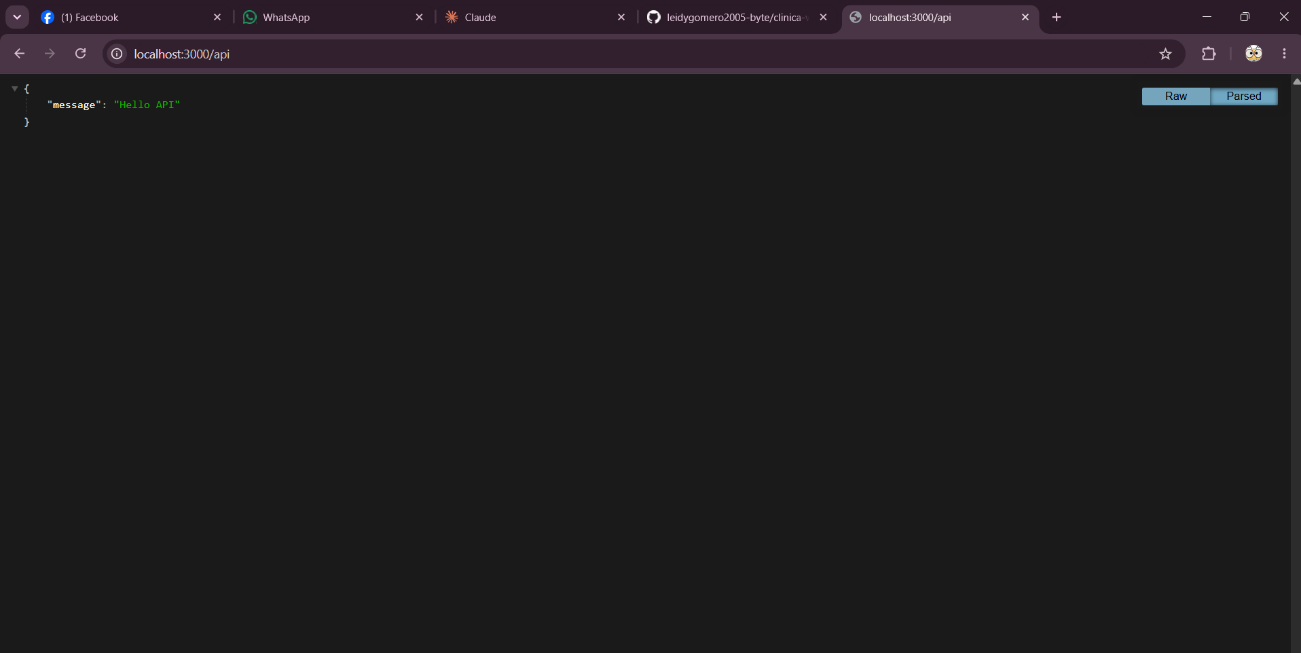 (1) Facebook
WhatsApp
Claude
leidygomero2005-byte/clinica-
localhost:3000/api
localhost:3000/api
{
"message": "Hello API"
}
Raw
Parsed